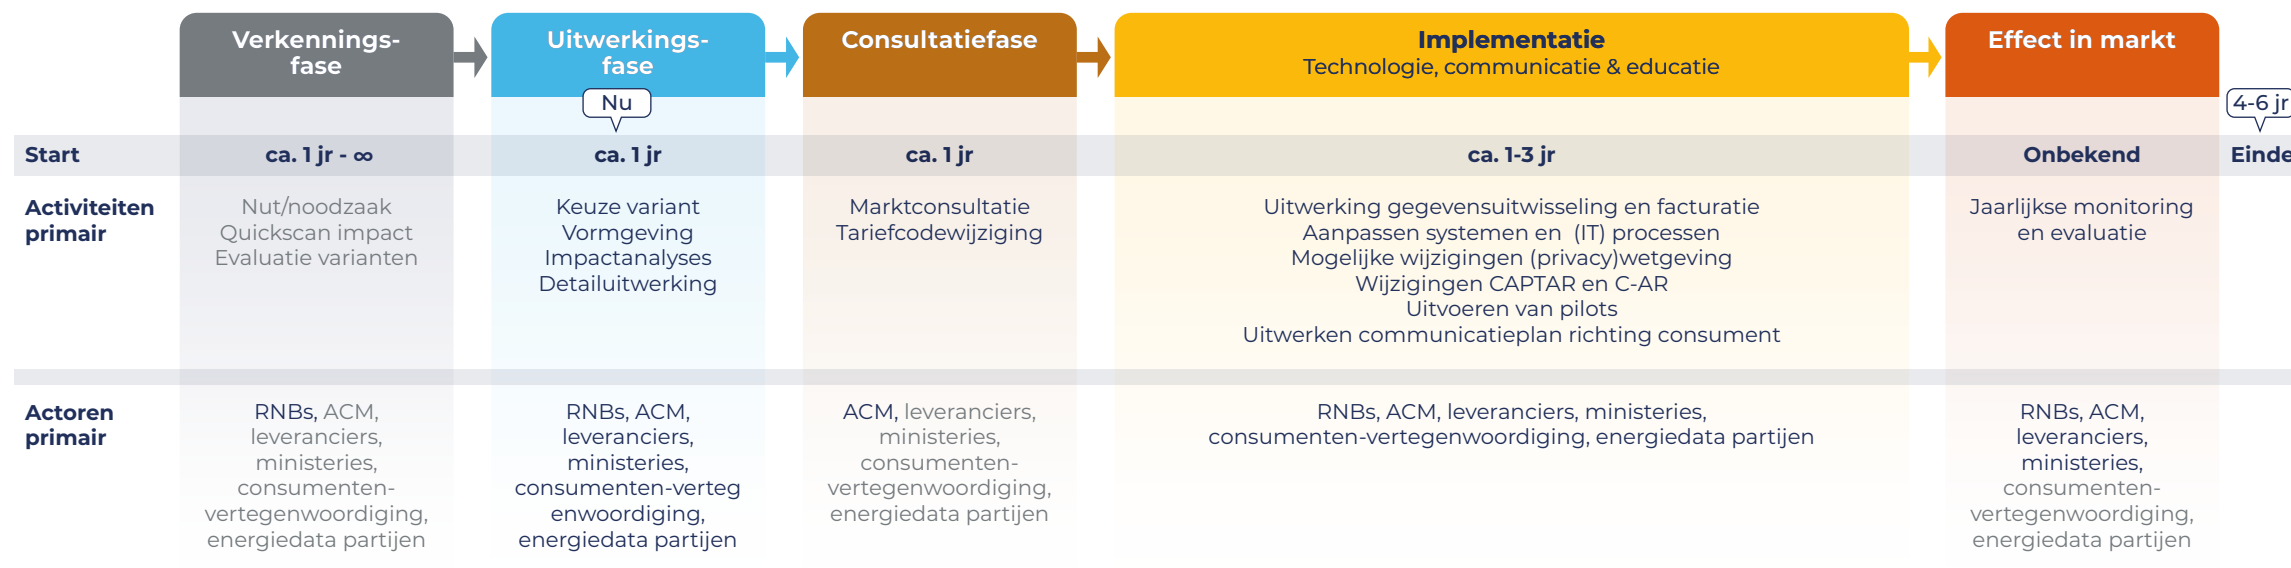 Verkennings-
fase
Uitwerkings-
fase
Consultatiefase
Implementatie
Technologie, communicatie & educatie
Effect in markt
Nu
4-6 jr
Start
ca. 1 jr - ∞
ca. 1 jr
ca. 1 jr
ca. 1-3 jr
Onbekend
Einde
Activiteiten
primair
Nut/noodzaak
Quickscan impact
Evaluatie varianten
Keuze variant
Vormgeving
Impactanalyses
Detailuitwerking
Marktconsultatie
Tariefcodewijziging
Uitwerking gegevensuitwisseling en facturatie
Aanpassen systemen en (IT) processen
Mogelijke wijzigingen (privacy)wetgeving
Wijzigingen CAPTAR en C-AR
Uitvoeren van pilots
Uitwerken communicatieplan richting consument
Jaarlijkse monitoring
en evaluatie
Actoren
primair
RNBs, ACM,
leveranciers,
ministeries,
consumenten-
vertegenwoordiging,
energiedata partijen
RNBs, ACM,
leveranciers,
ministeries,
consumenten-verteg
enwoordiging,
energiedata partijen
ACM, leveranciers,
ministeries,
consumenten-
vertegenwoordiging,
energiedata partijen
RNBs, ACM, leveranciers, ministeries,
consumenten-vertegenwoordiging, energiedata partijen
RNBs, ACM,
leveranciers,
ministeries,
consumenten-
vertegenwoordiging,
energiedata partijen